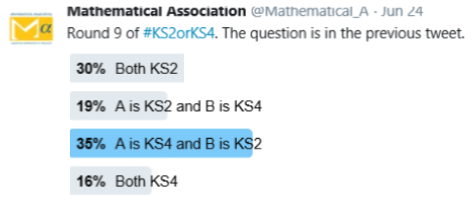 Mathematical Association @Mathematical_A · Jun 24
Round 9 of #KS2orKS4. The question is in the previous tweet.
30% Both KS2
19% A is KS2 and B is KS4
35% A is KS4 and B is KS2
16% Both KS4